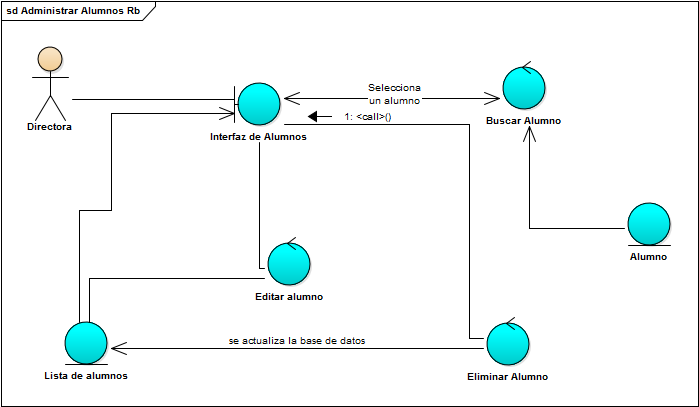 sd Administrar Alumnos Rb
Directora
Interfaz de Alumnos
Selecciona
un alumno
1: <call>()
Buscar Alumno
Alumno
Editar alumno
Lista de alumnos
se actualiza la base de datos
Eliminar Alumno